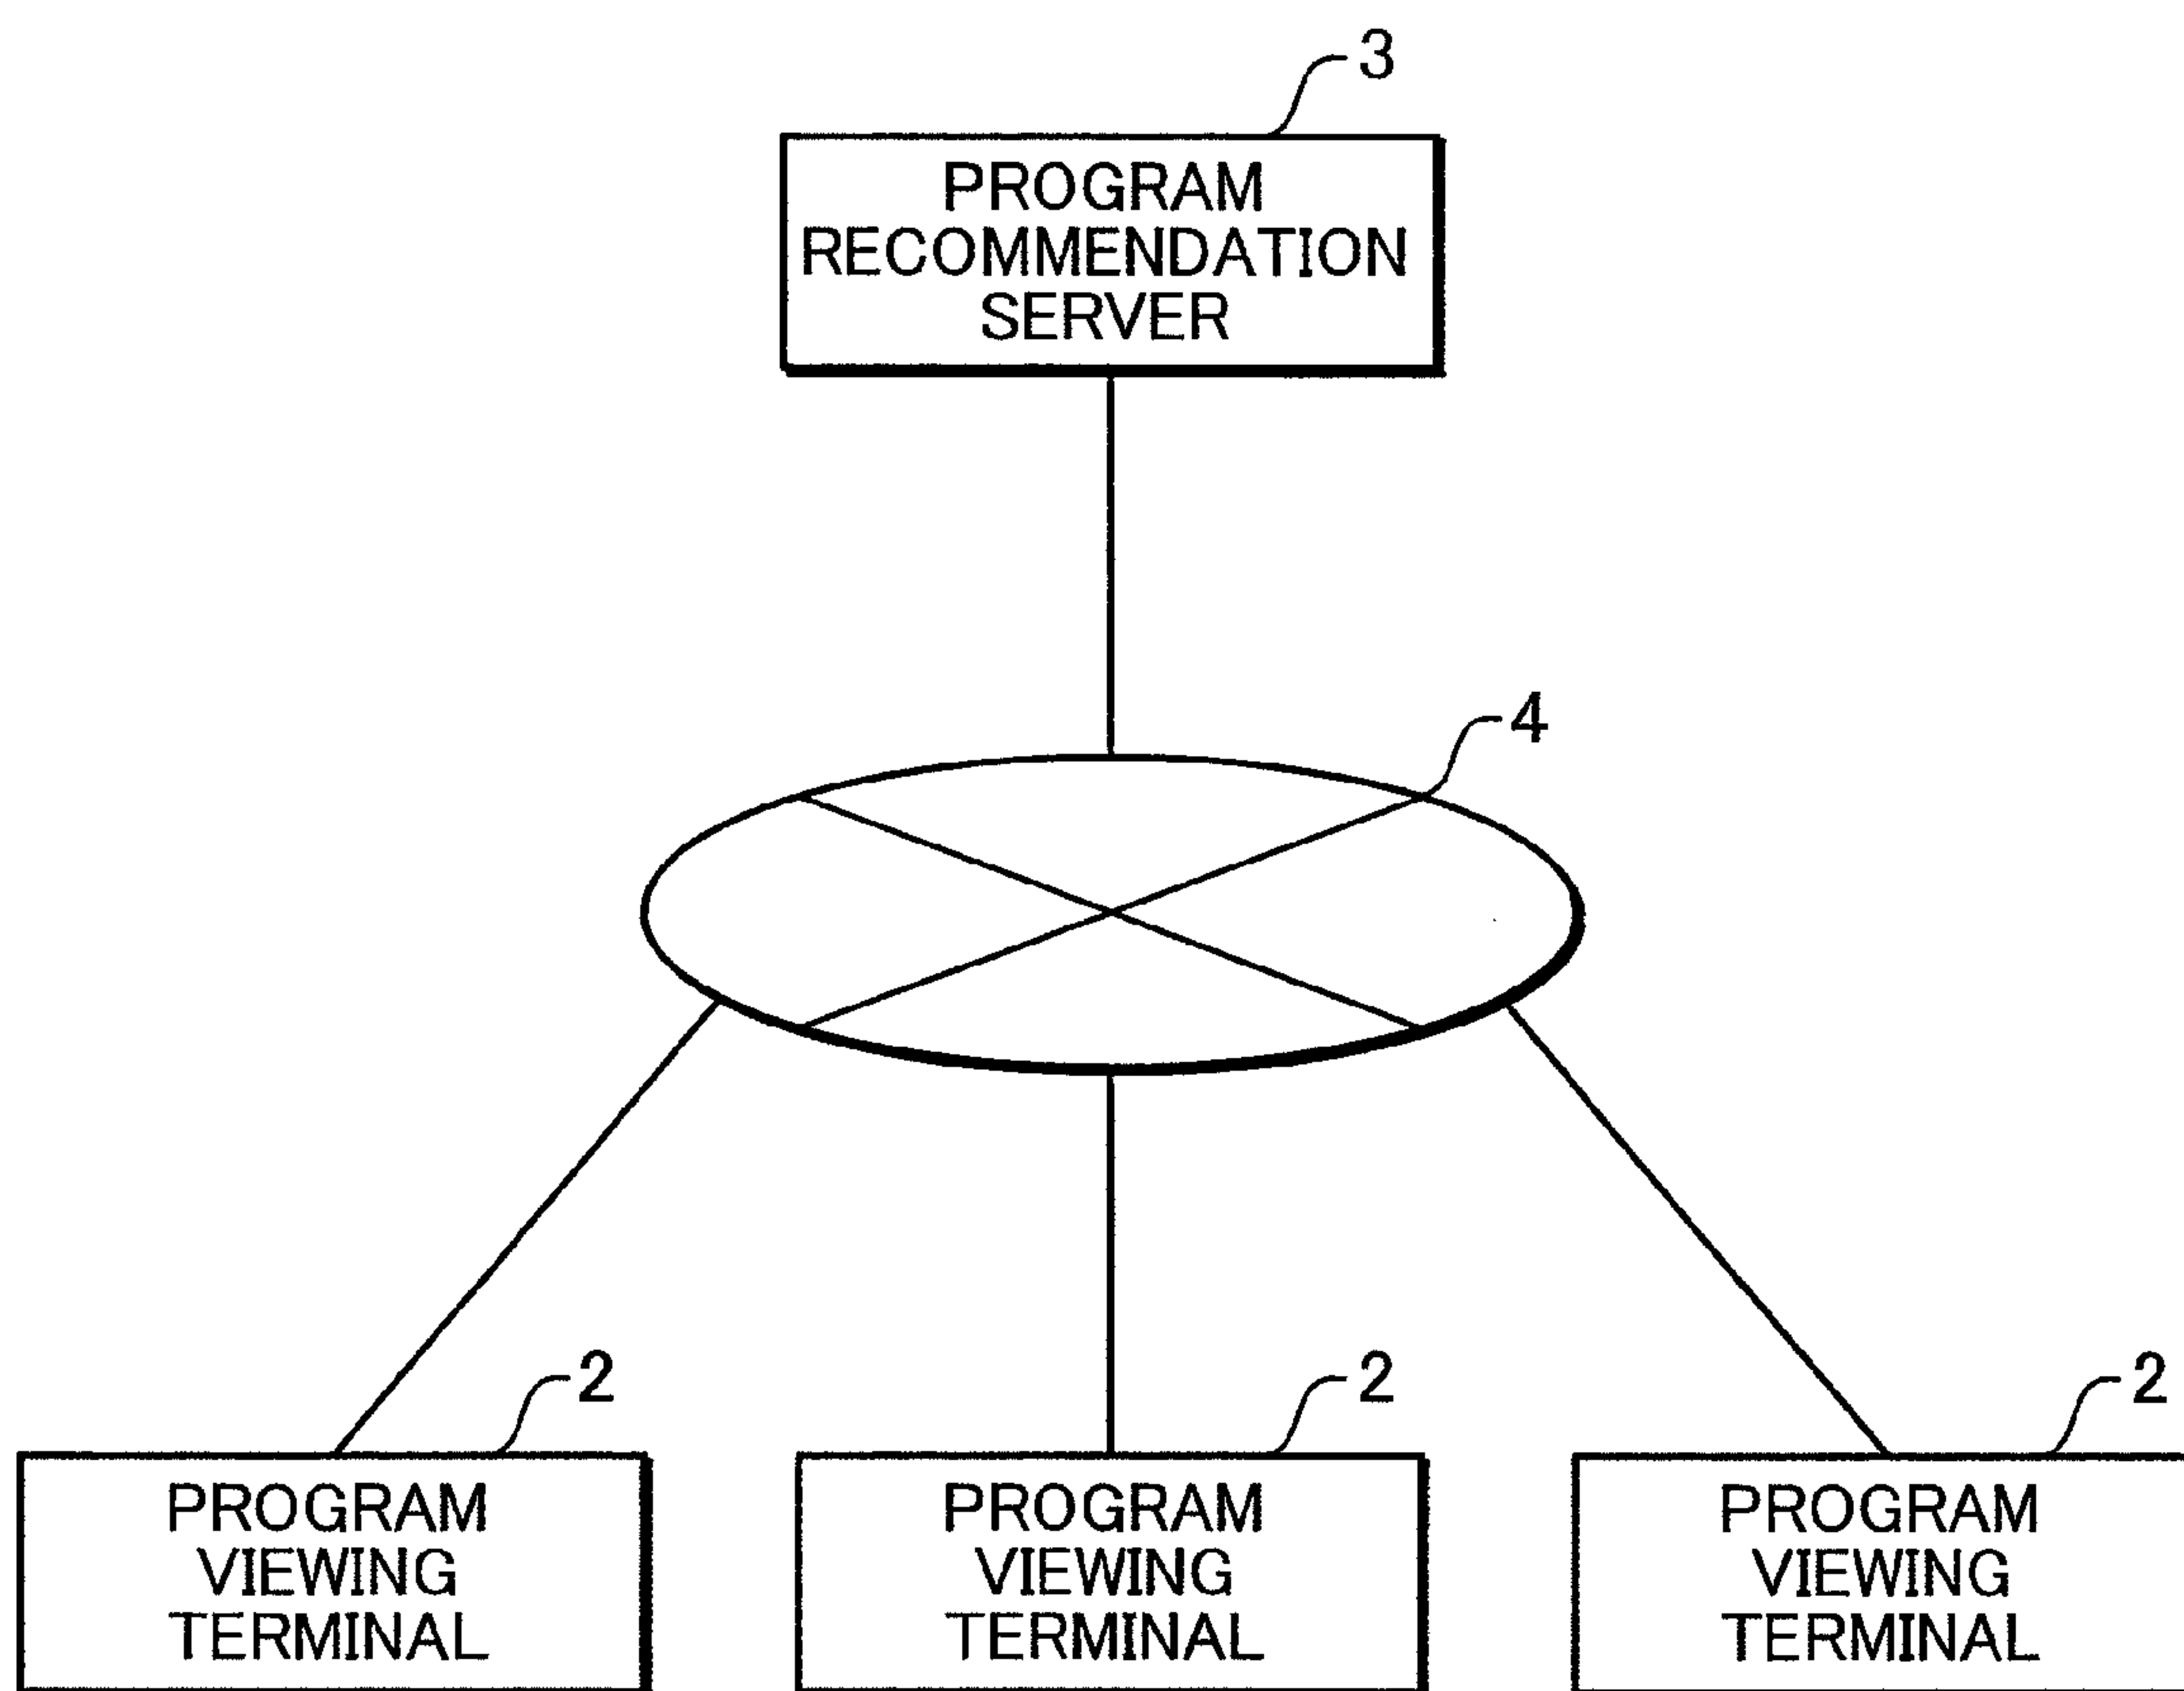 3
PROGRAM
RECOMMENDATION
SERVER
4
2
PROGRAM
VIEWING
TERMINAL
2
PROGRAM
VIEWING
TERMINAL
2
PROGRAM
VIEWING
TERMINAL